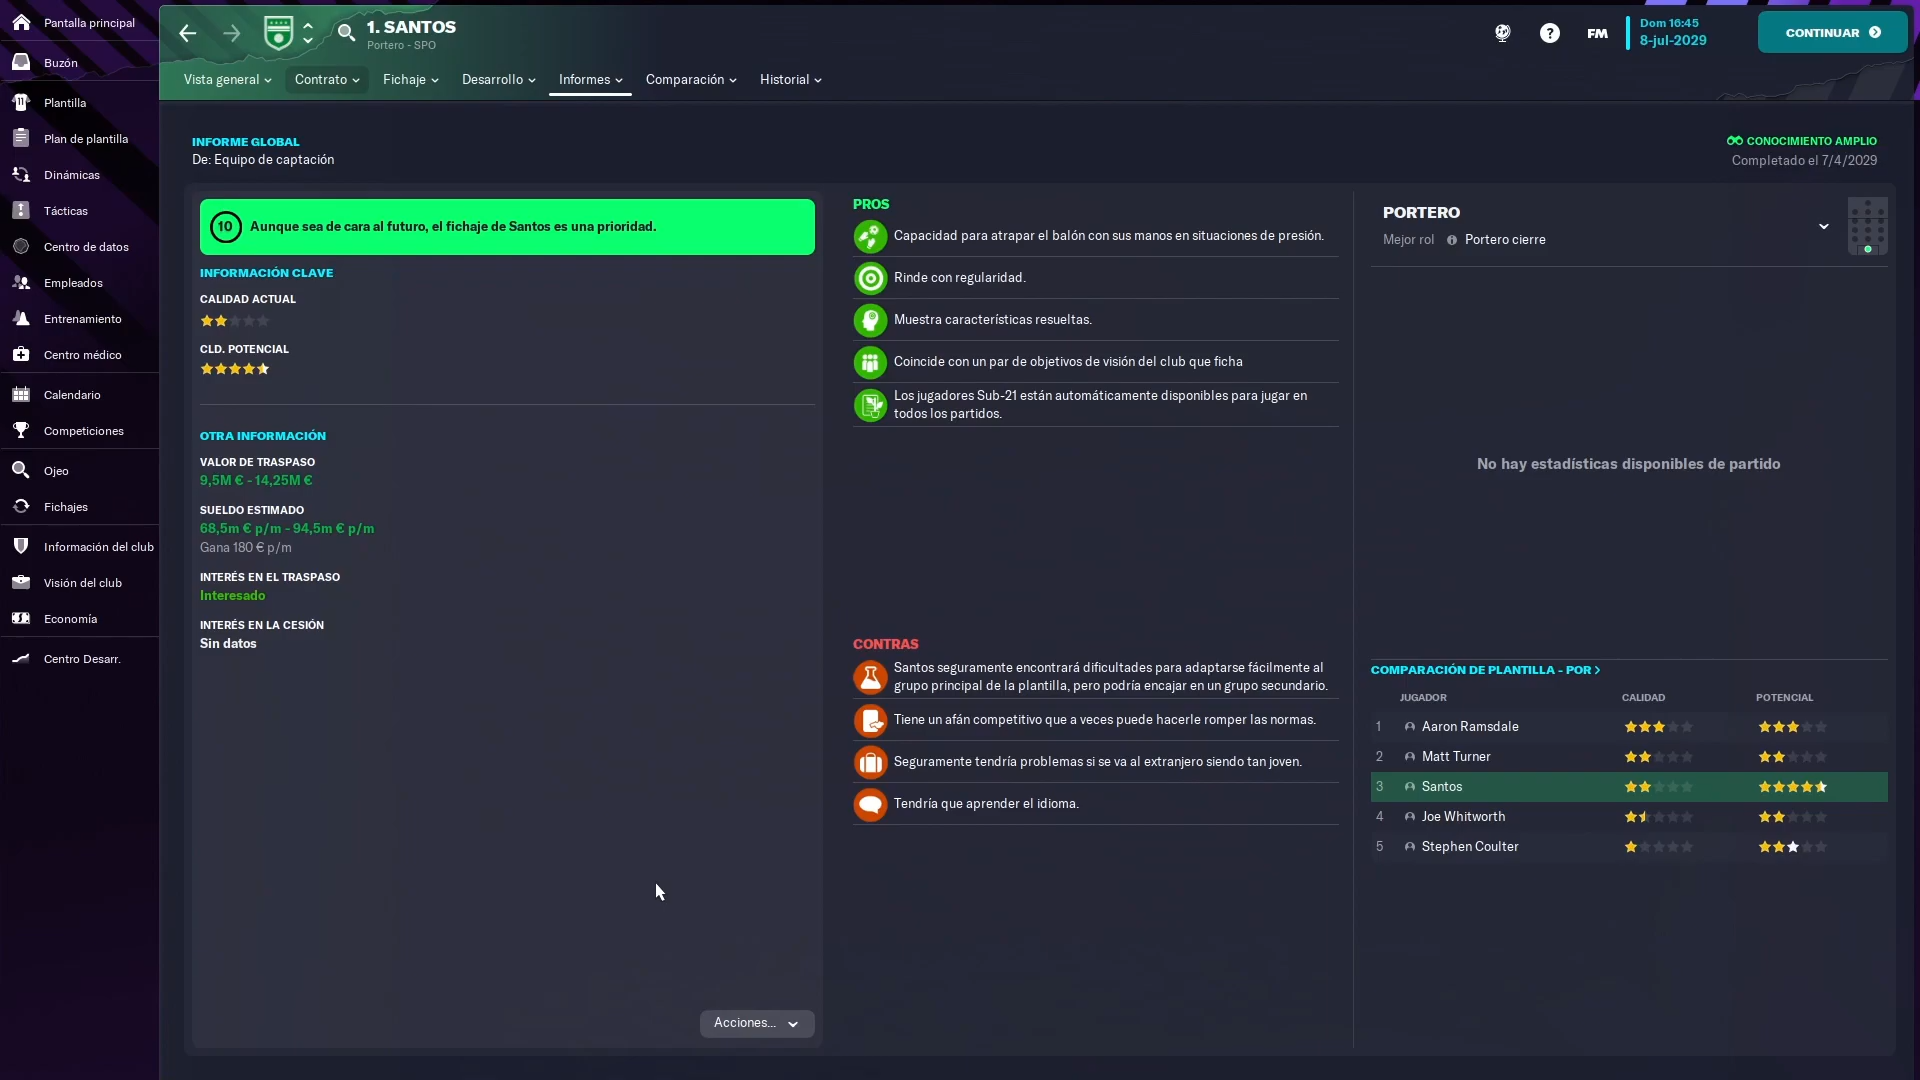 Pantalla principal
Buzón
Plantilla
Plan de plantilla
Dinámicas
Tácticas
Centro de datos
Empleados
Entrenamiento
Centro médico
Calendario
Competiciones
Ojeo
Fichajes
Información del club
Visión del club
Economía
Centro Desarr.
1. SANTOS
Portero - SPO
?
FM
Dom 16:45
8-jul-2029
CONTINUAR
Vista general
Contrato
Fichaje
Desarrollo
Informes
Comparación
Historial
INFORME GLOBAL
De: Equipo de captación
CONOCIMIENTO AMPLIO
Completado el 7/4/2029
10 Aunque sea de cara al futuro, el fichaje de Santos es una prioridad.
INFORMACIÓN CLAVE
CALIDAD ACTUAL
CLD. POTENCIAL
OTRA INFORMACIÓN
VALOR DE TRASPASO
9,5M € - 14,25M €
SUELDO ESTIMADO
68,5m € p/m - 94,5m € p/m
Gana 180 € p/m
INTERÉS EN EL TRASPASO
Interesado
INTERÉS EN LA CESIÓN
Sin datos
Acciones...
PROS
Capacidad para atrapar el balón con sus manos en situaciones de presión.
Rinde con regularidad.
Muestra características resueltas.
Coincide con un par de objetivos de visión del club que ficha
Los jugadores Sub-21 están automáticamente disponibles para jugar en
todos los partidos.
CONTRAS
Santos seguramente encontrará dificultades para adaptarse fácilmente al
grupo principal de la plantilla, pero podría encajar en un grupo secundario.
Tiene un afán competitivo que a veces puede hacerle romper las normas.
Seguramente tendría problemas si se va al extranjero siendo tan joven.
Tendría que aprender el idioma.
PORTERO
Mejor rol Portero cierre
No hay estadísticas disponibles de partido
COMPARACIÓN DE PLANTILLA - POR >
JUGADOR CALIDAD POTENCIAL
1 Aaron Ramsdale
2 Matt Turner
3 Santos
4 Joe Whitworth
5 Stephen Coulter